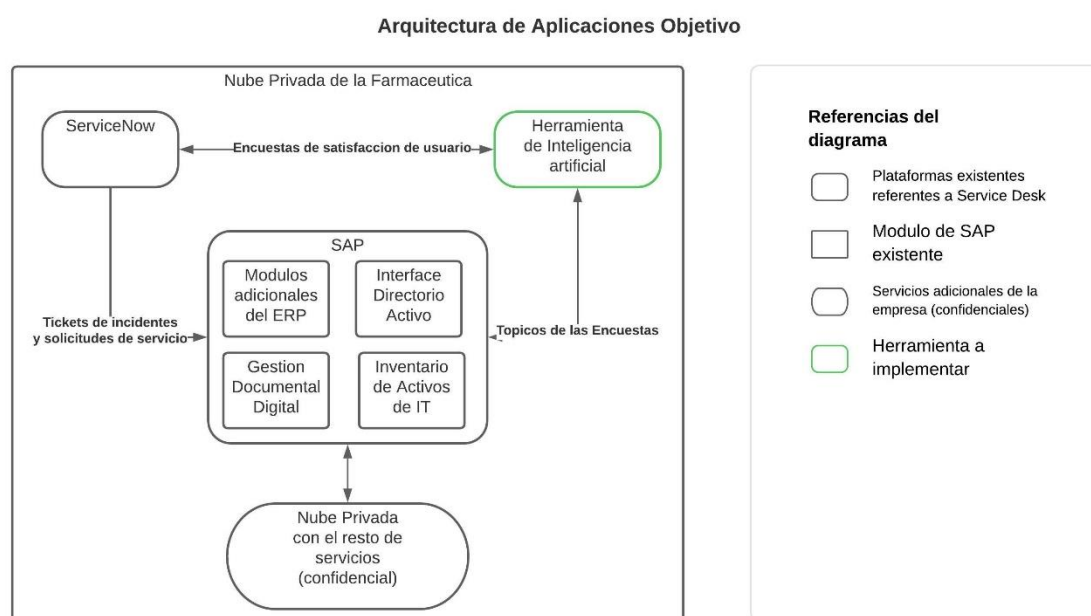 Arquitectura de Aplicaciones Objetivo
Nube Privada de la Farmaceutica
ServiceNow
Encuestas de satisfaccion de usuario
Herramienta
de Inteligencia
artificial
SAP
Modulos
adicionales
del ERP
Interface
Directorio
Activo
Tickets de incidentes
y solicitudes de servicio
Topicos de las Encuestas
Gestion
Documental
Digital
Inventario
de Activos
de IT
Nube Privada
con el resto de
servicios
(confidencial)
Referencias del
diagrama
Plataformas existentes
referentes a Service Desk
Modulo de SAP
existente
Servicios adicionales de la
empresa (confidenciales)
Herramienta a
implementar